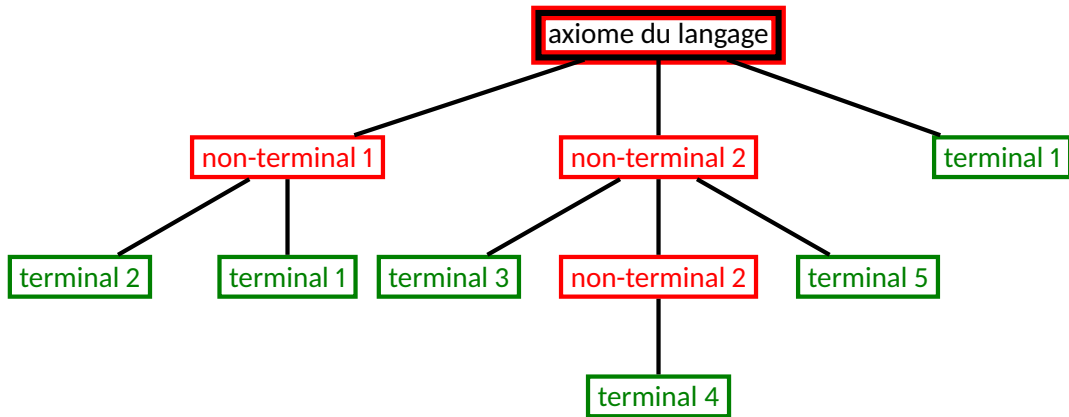 axiome du langage
non-terminal 1
non-terminal 2
terminal 1
terminal 2
terminal 1
terminal 3
non-terminal 2
terminal 5
terminal 4